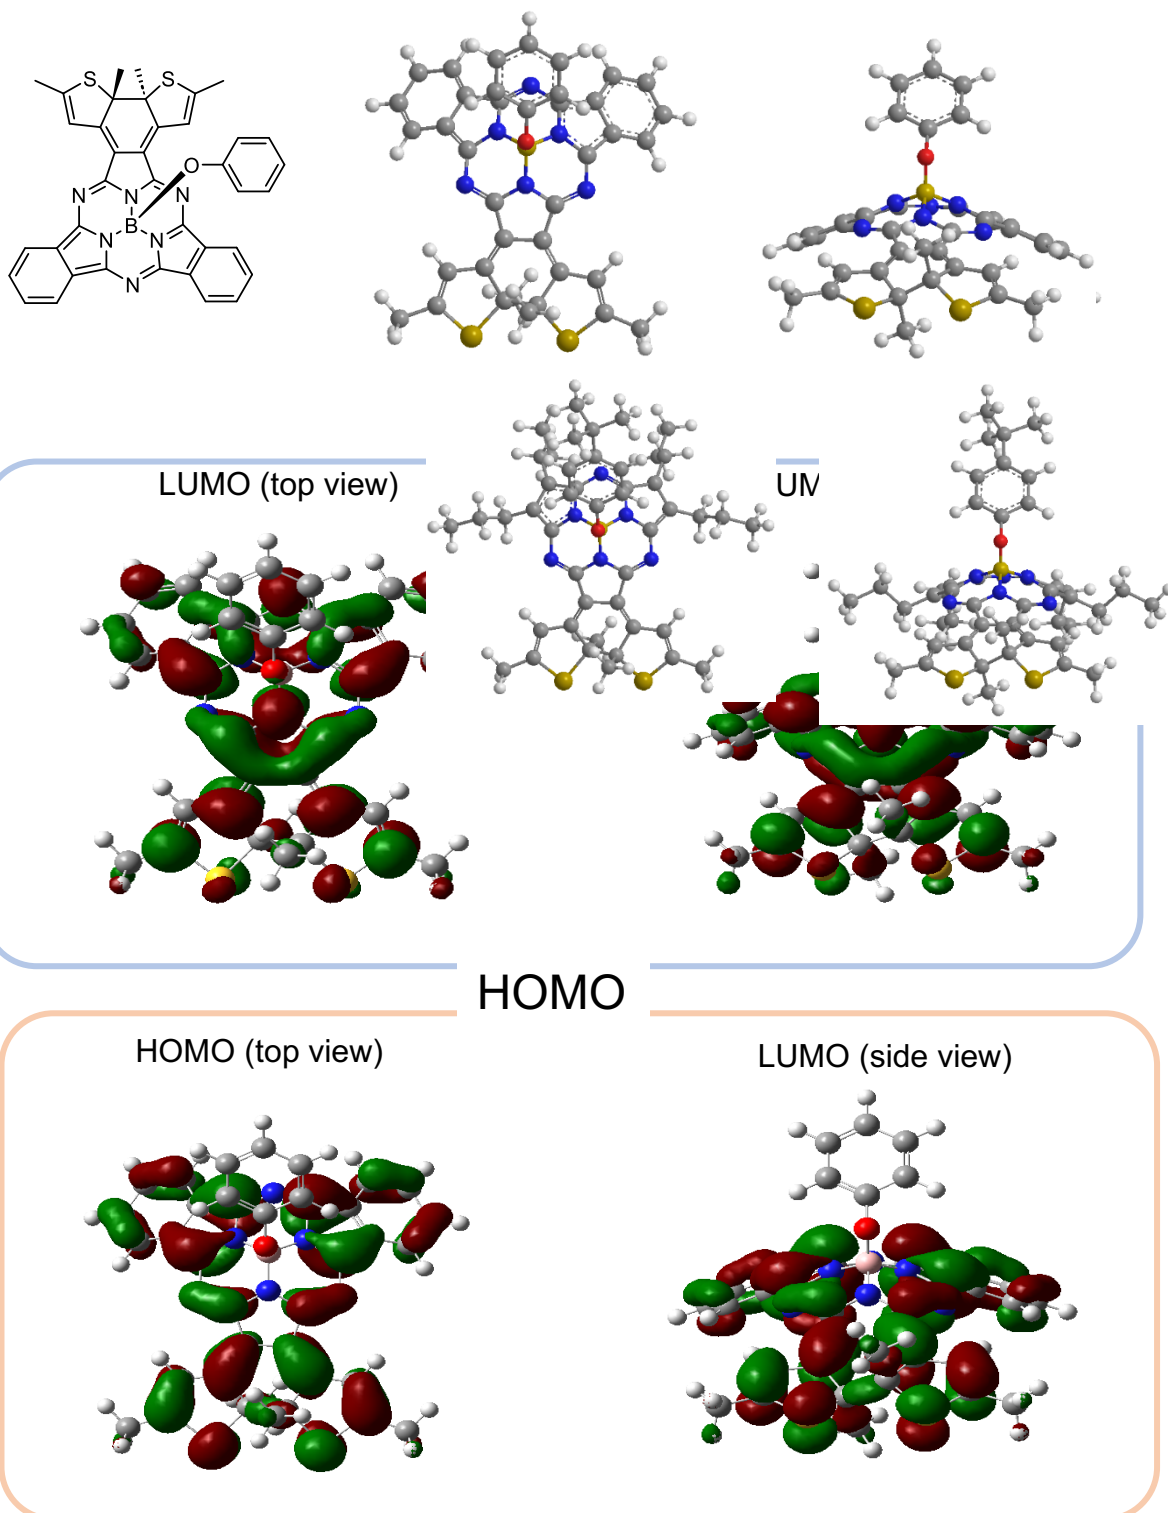 S S
O
N N N
B
N N
N
LUMO (top view)
UM
HOMO
HOMO (top view)
LUMO (side view)